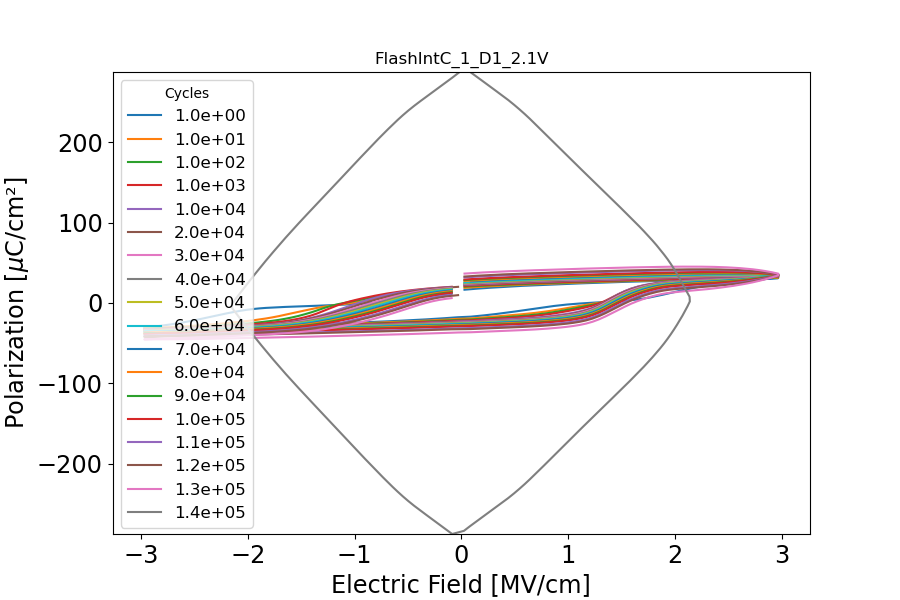 FlashIntC_1_D1_2.1V
Polarization [μC/cm²]
200
100
0
−100
−200
Cycles
1.0e+00
1.0e+01
1.0e+02
1.0e+03
1.0e+04
2.0e+04
3.0e+04
4.0e+04
5.0e+04
6.0e+04
7.0e+04
8.0e+04
9.0e+04
1.0e+05
1.1e+05
1.2e+05
1.3e+05
1.4e+05
−3 −2 −1 0 1 2 3
Electric Field [MV/cm]